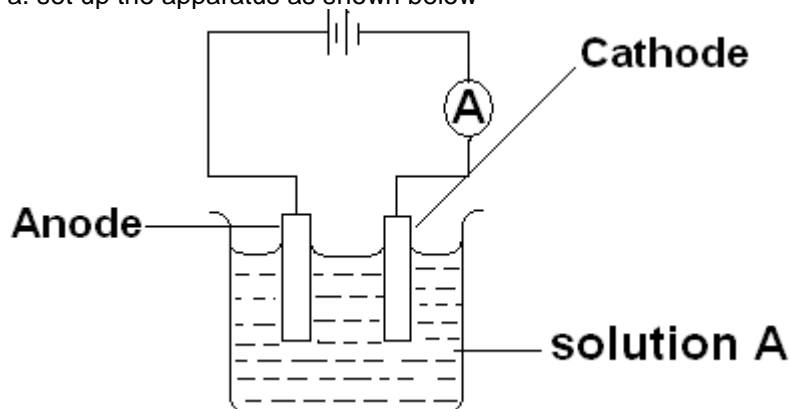 a. set up the apparatus as shown below
Cathode
A
Anode
solution A